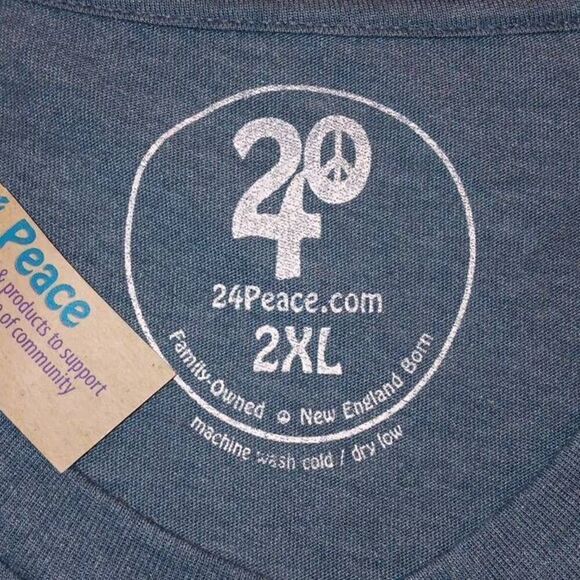 24
24Peace.com
2XL
Family-Owned ☮ New England Born
machine wash cold / dry low
Peace
& products to support
of community